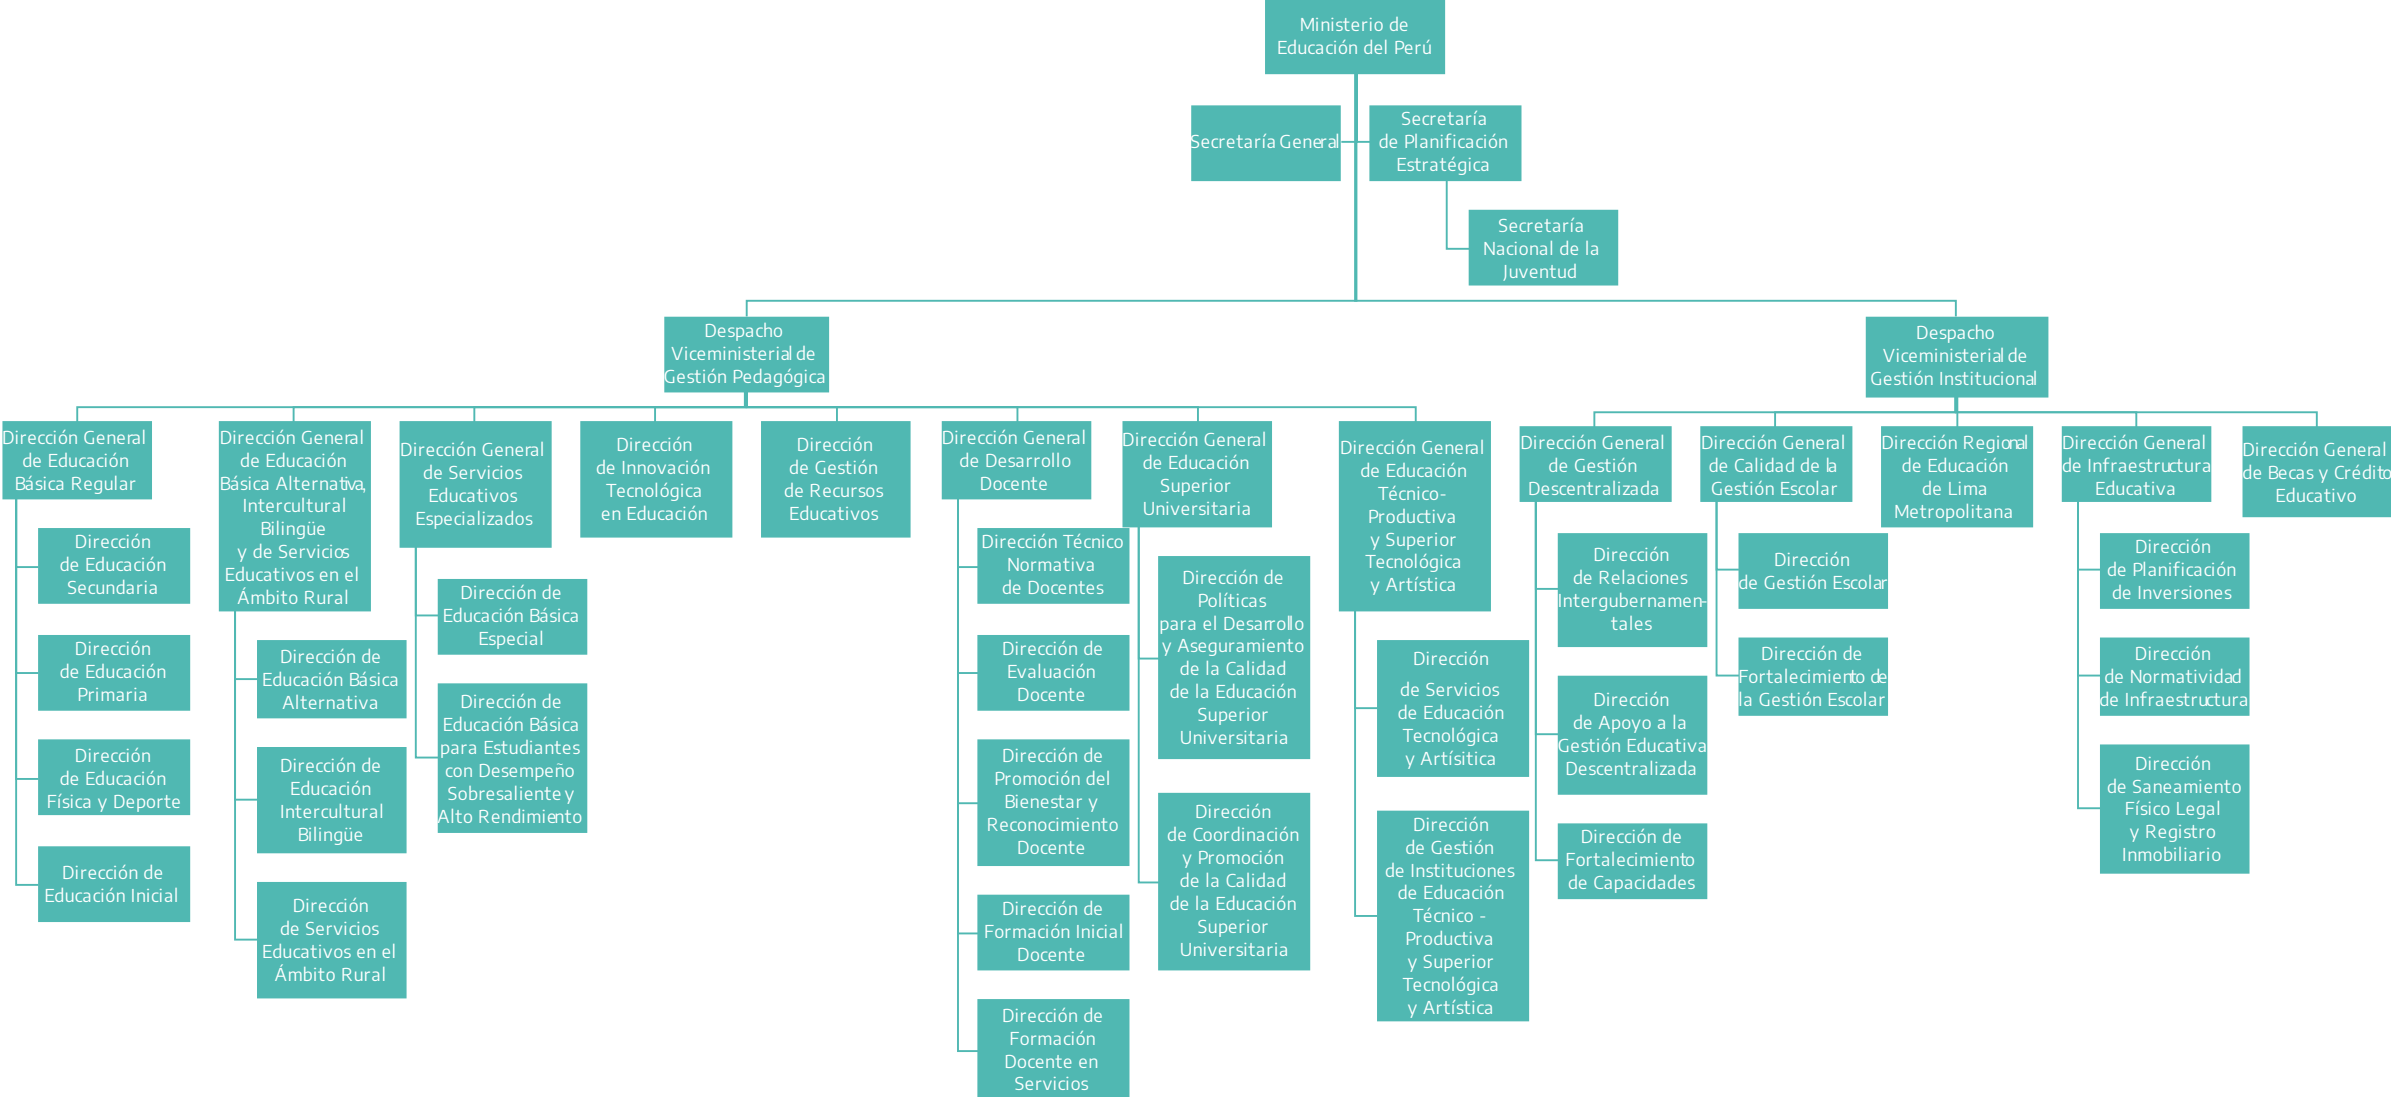 Ministerio de
Educación del Perú
Secretaría General
Secretaría
de Planificación
Estratégica
Secretaría
Nacional de la
Juventud
Despacho
Viceministerial de
Gestión Pedagógica
Despacho
Viceministerial de
Gestión Institucional
Dirección General
de Educación
Básica Regular
Dirección
de Educación
Secundaria
Dirección
de Educación
Primaria
Dirección
de Educación
Física y Deporte
Dirección de
Educación Inicial
Dirección General
de Educación
Básica Alternativa,
Intercultural
Bilingüe
y de Servicios
Educativos en el
Ámbito Rural
Dirección de
Educación Básica
Alternativa
Dirección de
Educación
Intercultural
Bilingüe
Dirección
de Servicios
Educativos en el
Ámbito Rural
Dirección General
de Servicios
Educativos
Especializados
Dirección de
Educación Básica
Especial
Dirección de
Educación Básica
para Estudiantes
con Desempeño
Sobresaliente y
Alto Rendimiento
Dirección
de Innovación
Tecnológica
en Educación
Dirección
de Gestión
de Recursos
Educativos
Dirección General
de Desarrollo
Docente
Dirección Técnico
Normativa
de Docentes
Dirección de
Evaluación
Docente
Dirección de
Promoción del
Bienestar y
Reconocimiento
Docente
Dirección de
Formación Inicial
Docente
Dirección de
Formación
Docente en
Servicios
Dirección General
de Educación
Superior
Universitaria
Dirección de
Políticas
para el Desarrollo
y Aseguramiento
de la Calidad
de la Educación
Superior
Universitaria
Dirección
de Coordinación
y Promoción
de la Calidad
de la Educación
Superior
Universitaria
Dirección General
de Educación
Técnico-
Productiva
y Superior
Tecnológica
y Artística
Dirección
de Servicios
de Educación
Tecnológica
y Artísitica
Dirección
de Gestión
de Instituciones
de Educación
Técnico -
Productiva
y Superior
Tecnológica
y Artística
Dirección General
de Gestión
Descentralizada
Dirección
de Relaciones
Intergubernamen-
tales
Dirección
de Apoyo a la
Gestión Educativa
Descentralizada
Dirección de
Fortalecimiento
de Capacidades
Dirección General
de Calidad de la
Gestión Escolar
Dirección
de Gestión Escolar
Dirección de
Fortalecimiento de
la Gestión Escolar
Dirección Regional
de Educación
de Lima
Metropolitana
Dirección General
de Infraestructura
Educativa
Dirección
de Planificación
de Inversiones
Dirección
de Normatividad
de Infraestructura
Dirección
de Saneamiento
Físico Legal
y Registro
Inmobiliario
Dirección General
de Becas y Crédito
Educativo